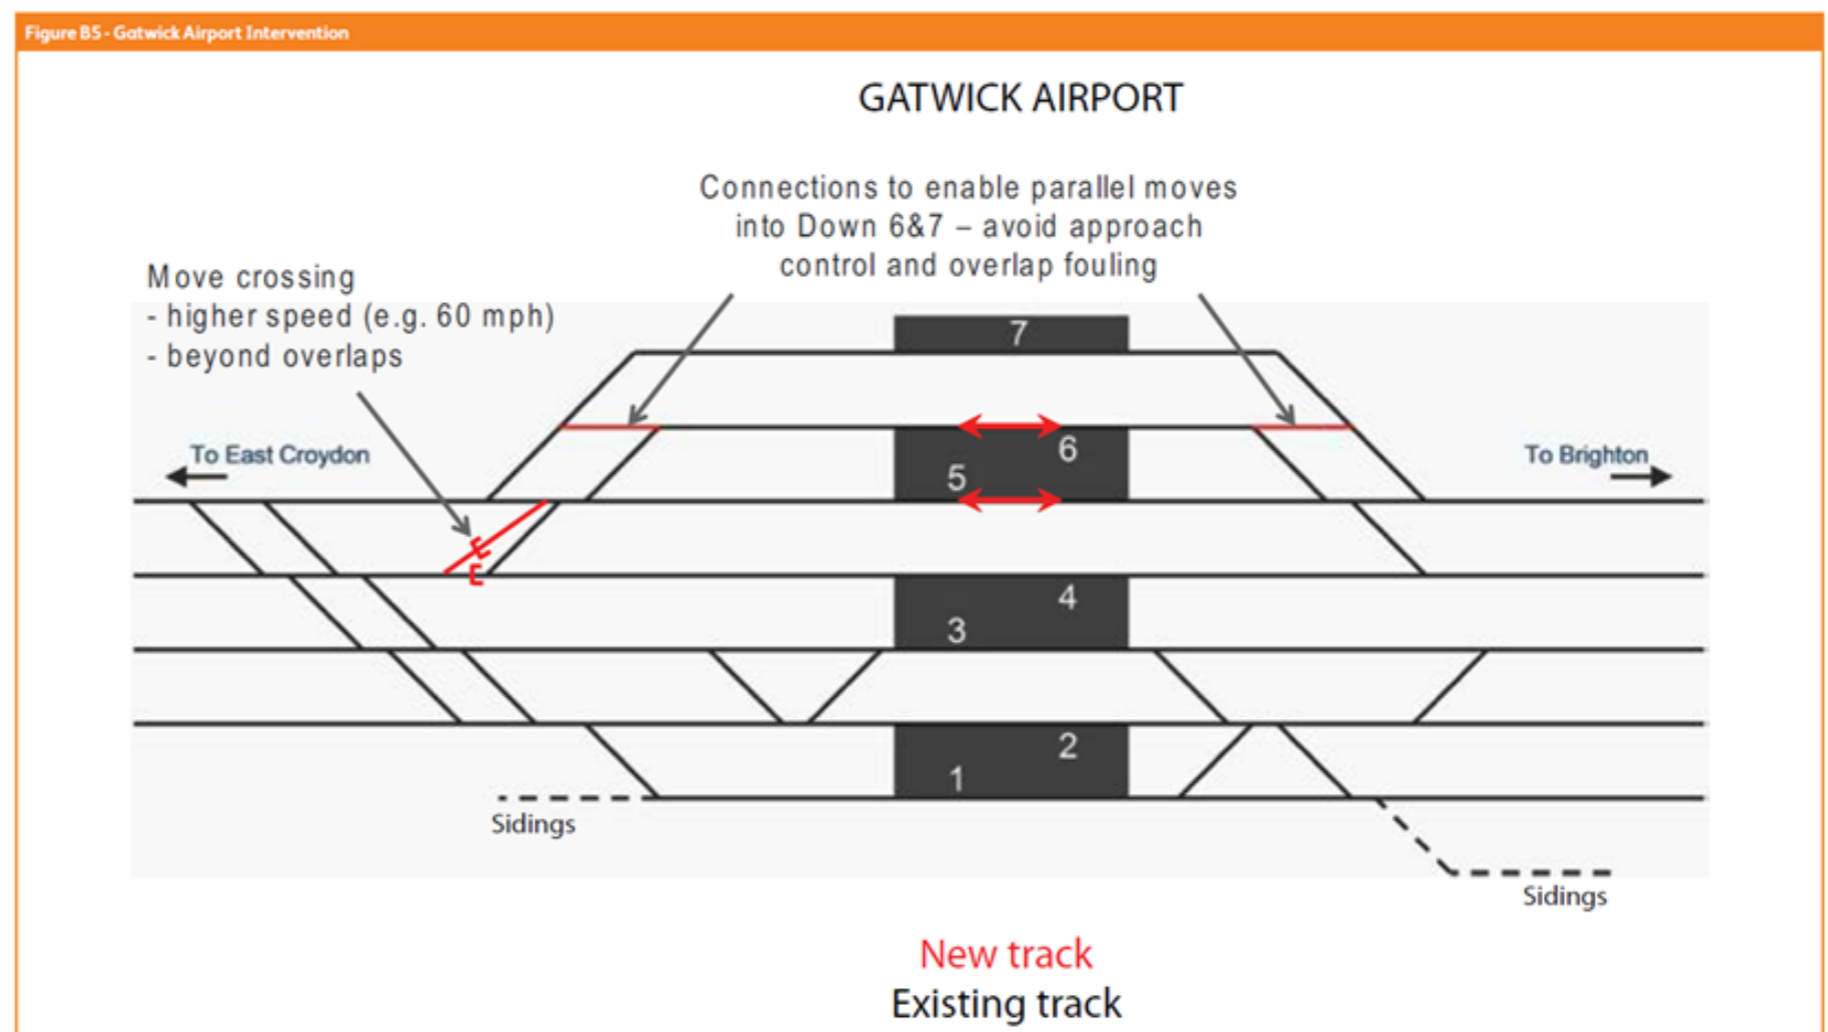 Figure B5 - Gatwick Airport Intervention
GATWICK AIRPORT
Connections to enable parallel moves
into Down 6&7 – avoid approach
control and overlap fouling
Move crossing
- higher speed (e.g. 60 mph)
- beyond overlaps
7
To East Croydon
To Brighton
6
5
4
3
2
1
Sidings
Sidings
New track
Existing track